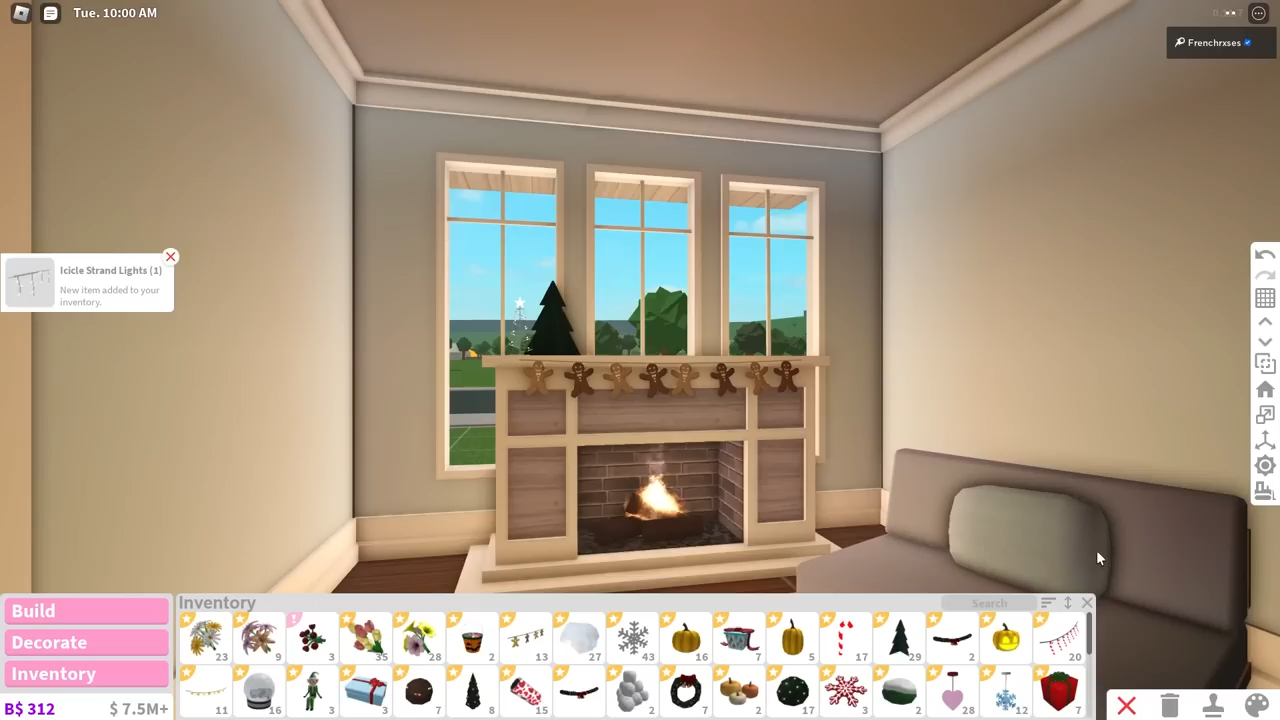 Tue. 10:00 AM
Frenchrxses
Icicle Strand Lights (1)
New item added to your
inventory.
Build
Decorate
Inventory
B$ 312
$ 7.5M+
Inventory
Search
23
9
3
35
28
2
13
27
43
16
7
5
17
29
2
20
11
16
3
3
7
8
15
2
7
2
17
3
2
28
12
7